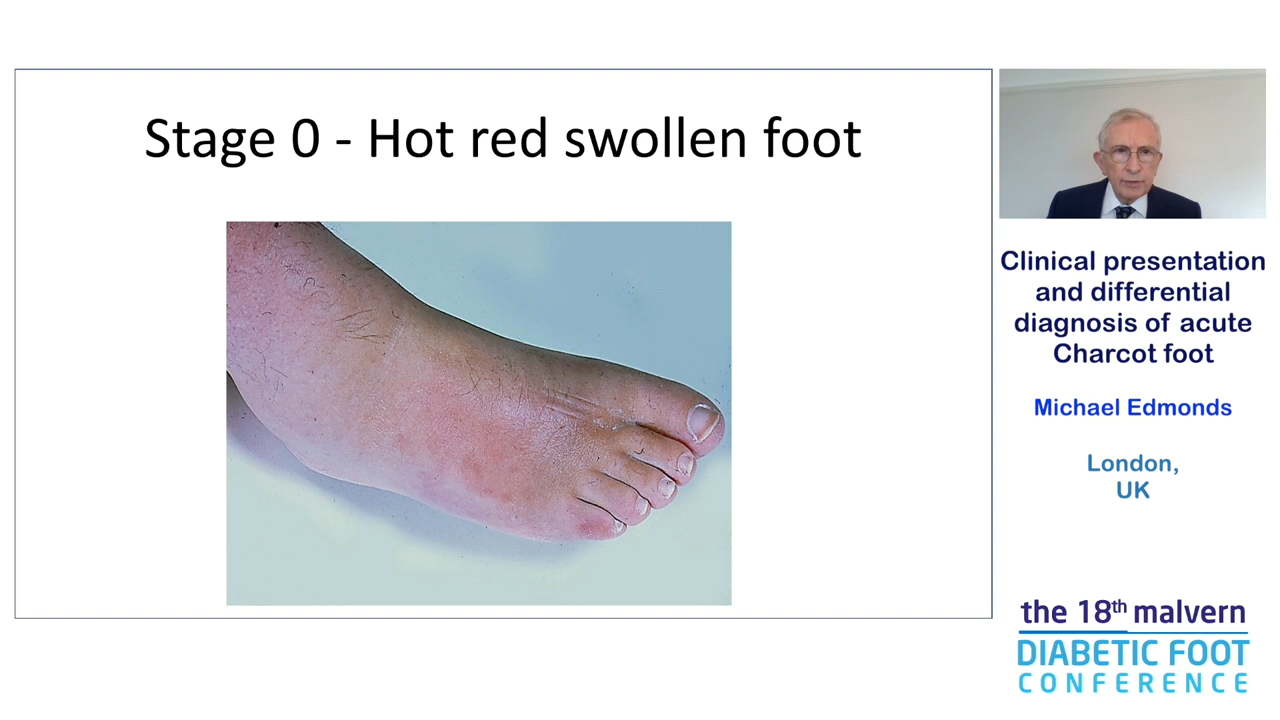 Stage 0 - Hot red swollen foot
Clinical presentation
and differential
diagnosis of acute
Charcot foot
Michael Edmonds
London,
UK
the 18th malvern
DIABETIC FOOT
CONFERENCE